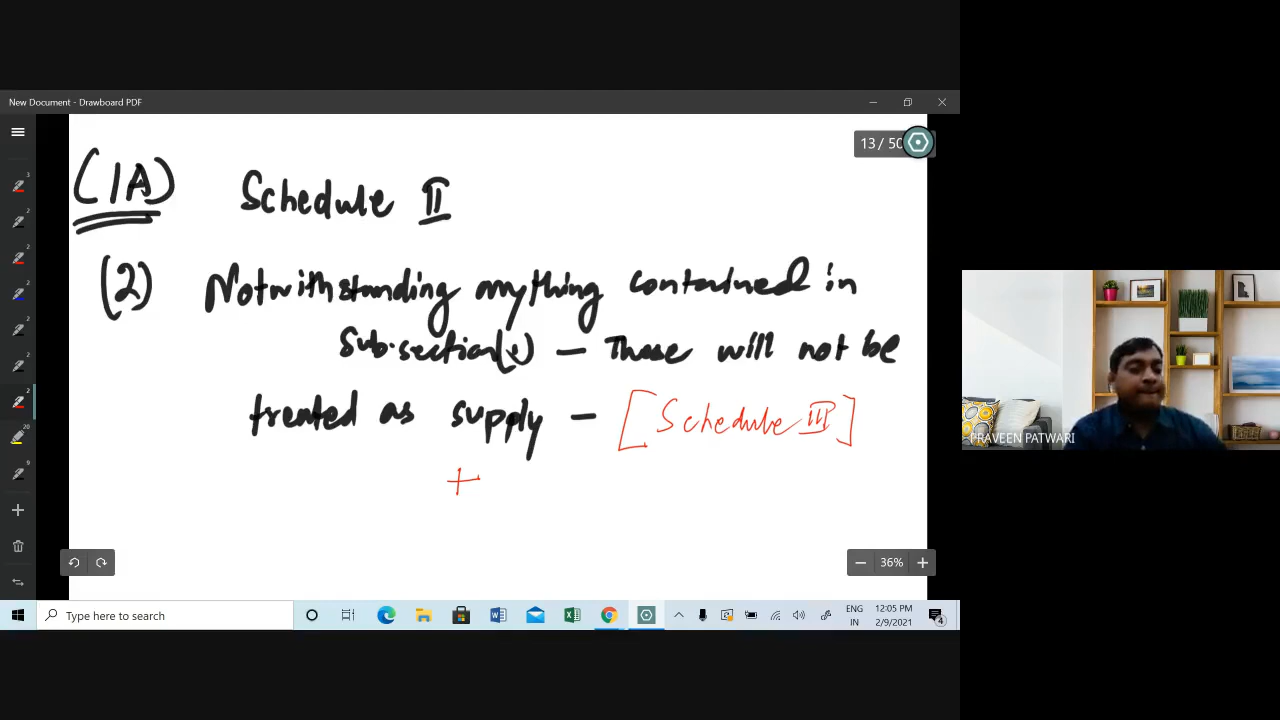 New Document - Drawboard PDF
13 / 50
(1A) Schedule II
(2) Notwithstanding anything contained in
Sub-section(1) — These will not be
treated as supply — [Schedule III]
+
PRAVEEN PATWARI
36%
Type here to search
ENG
IN
12:05 PM
2/9/2021
4